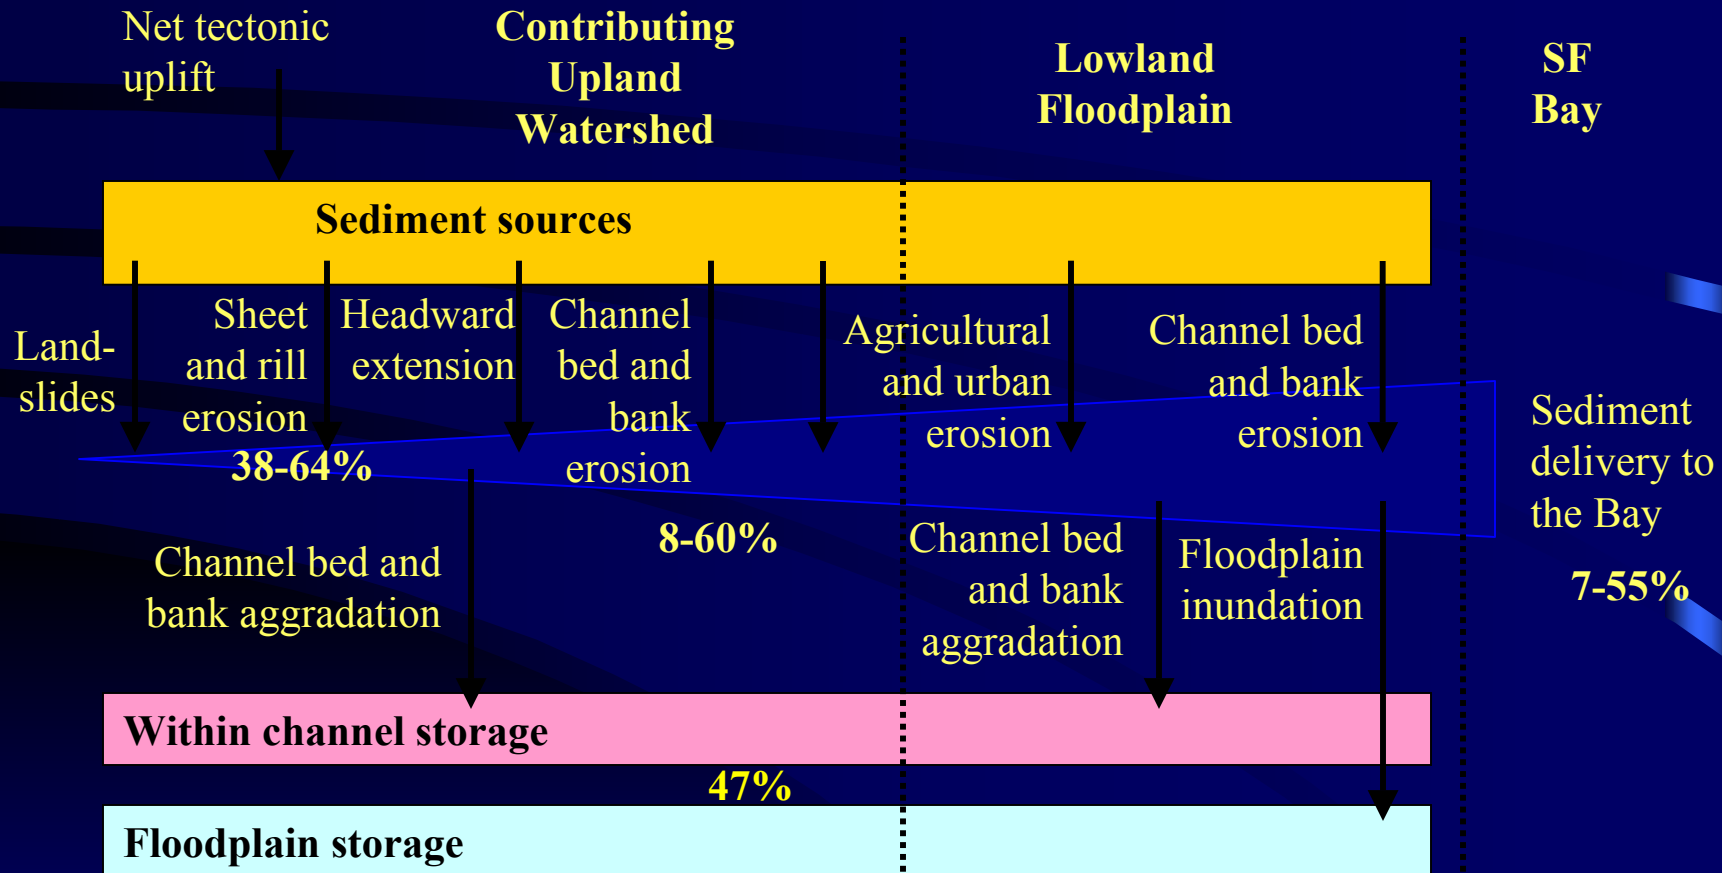 Net tectonic
uplift
Contributing
Upland
Watershed
Lowland
Floodplain
SF
Bay
Sediment sources
Land-
slides
Sheet
and rill
erosion
38-64%
Headward
extension
Channel
bed and
bank
erosion
8-60%
Agricultural
and urban
erosion
Channel bed
and bank
erosion
Sediment
delivery to
the Bay
7-55%
Channel bed and
bank aggradation
Channel bed
and bank
aggradation
Floodplain
inundation
Within channel storage
47%
Floodplain storage